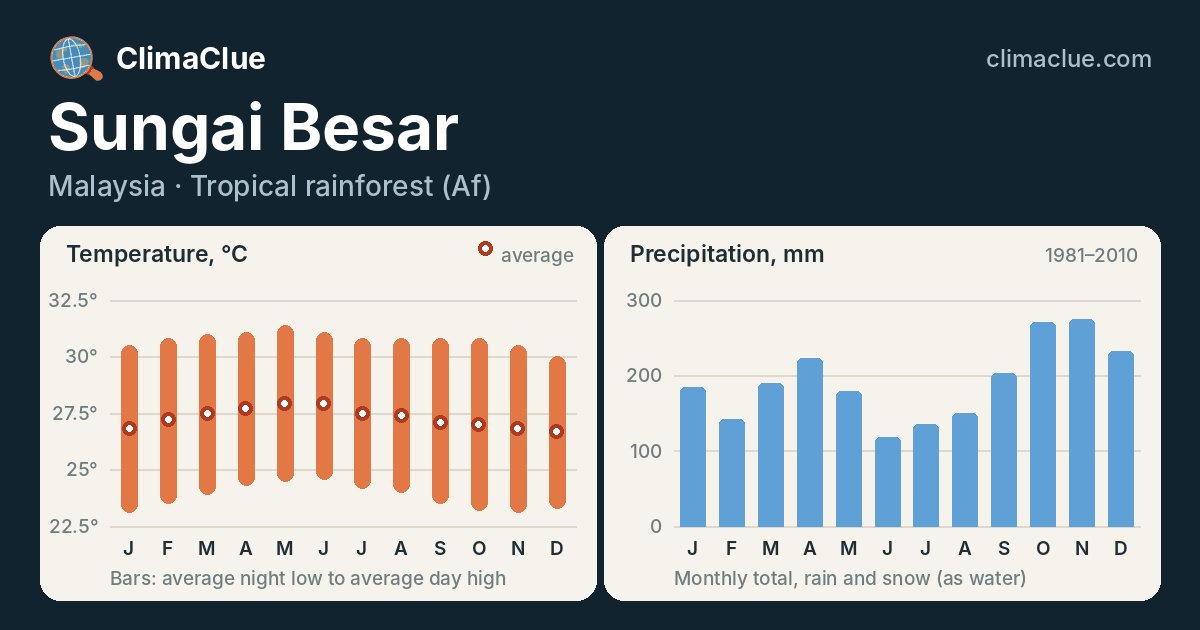 ClimaClue
climaclue.com
Sungai Besar
Malaysia · Tropical rainforest (Af)
Temperature, °C
average
32.5°
30°
27.5°
25°
22.5°
J F M A M J J A S O N D
Bars: average night low to average day high
Precipitation, mm
1981–2010
300
200
100
0
J F M A M J J A S O N D
Monthly total, rain and snow (as water)